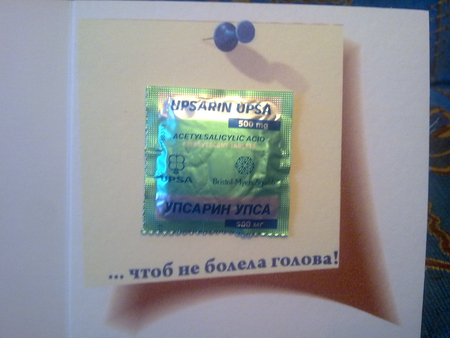 UPSARIN UPSA
500 mg
ACETYLSALICYLIC ACID
UPSA
Bristol-Myers Squibb
УПСАРИН УПСА
500 мг
... чтоб не болела голова!